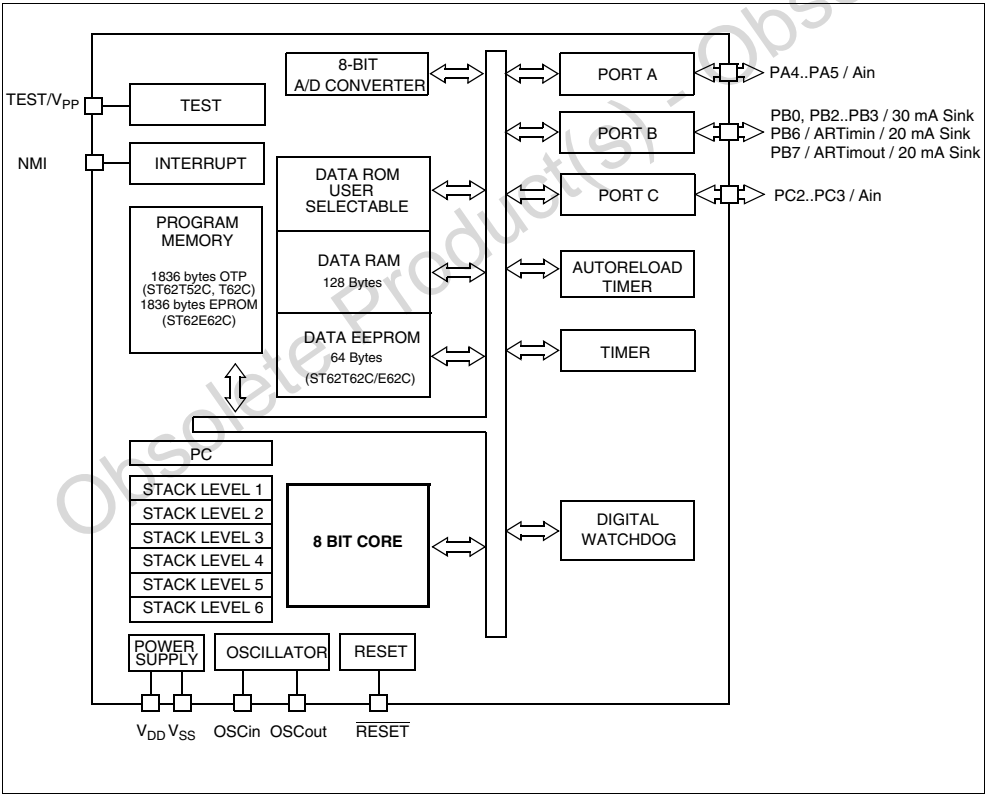 8-BIT
A/D CONVERTER
PORT A
PA4..PA5 / Ain
TEST/VPP
TEST
PORT B
PB0, PB2..PB3 / 30 mA Sink
PB6 / ARTimin / 20 mA Sink
PB7 / ARTimout / 20 mA Sink
NMI
INTERRUPT
DATA ROM
USER
SELECTABLE
PORT C
PC2..PC3 / Ain
PROGRAM
MEMORY
1836 bytes OTP
(ST62T52C, T62C)
1836 bytes EPROM
(ST62E62C)
DATA RAM
128 Bytes
AUTORELOAD
TIMER
DATA EEPROM
64 Bytes
(ST62T62C/E62C)
TIMER
PC
STACK LEVEL 1
STACK LEVEL 2
STACK LEVEL 3
STACK LEVEL 4
STACK LEVEL 5
STACK LEVEL 6
8 BIT CORE
DIGITAL
WATCHDOG
POWER
SUPPLY
OSCILLATOR
RESET
VDD VSS
OSCin OSCout
RESET
Obsolete Product(s) - Obs